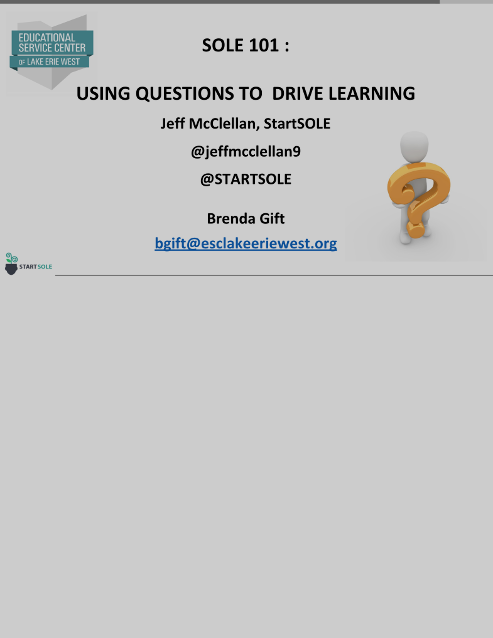 EDUCATIONAL
SERVICE CENTER
OF LAKE ERIE WEST
SOLE 101 :
USING QUESTIONS TO DRIVE LEARNING
Jeff McClellan, StartSOLE
@jeffmcclellan9
@STARTSOLE
Brenda Gift
bgift@esclakeeriewest.org
STARTSOLE